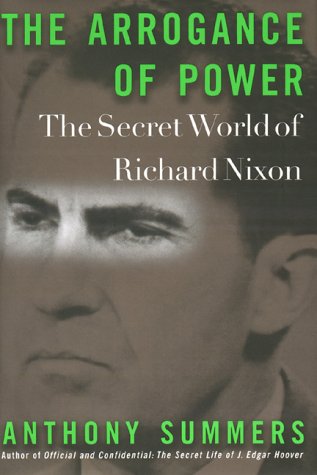 THE ARROGANCE
OF POWER
The Secret World of
Richard Nixon
ANTHONY SUMMERS
Author of Official and Confidential: The Secret Life of J. Edgar Hoover